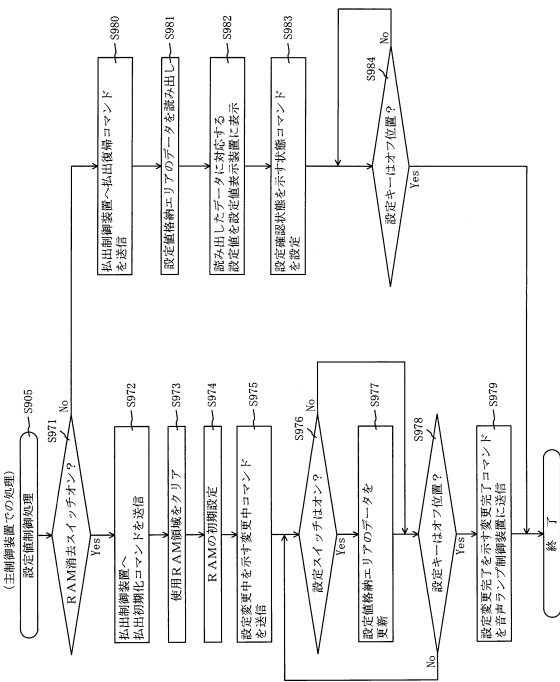 (主制御装置での処理)
設定値制御処理
S905
RAM消去スイッチオン?
S971
No
Yes
払出制御装置へ
払出初期化コマンドを送信
S972
使用RAM領域をクリア
S973
RAMの初期設定
S974
設定変更中を示す変更中コマンド
を送信
S975
設定スイッチはオン?
S976
No
Yes
設定値格納エリアのデータを
更新
S977
設定キーはオフ位置?
S978
No
Yes
設定変更完了を示す変更完了コマンド
を音声ランプ制御装置に送信
S979
払出制御装置へ払出復帰コマンド
を送信
S980
設定値格納エリアのデータを読み出し
S981
読み出したデータに対応する
設定値を設定値表示装置に表示
S982
設定確認状態を示す状態コマンド
を設定
S983
設定キーはオフ位置?
S984
No
Yes
終 了